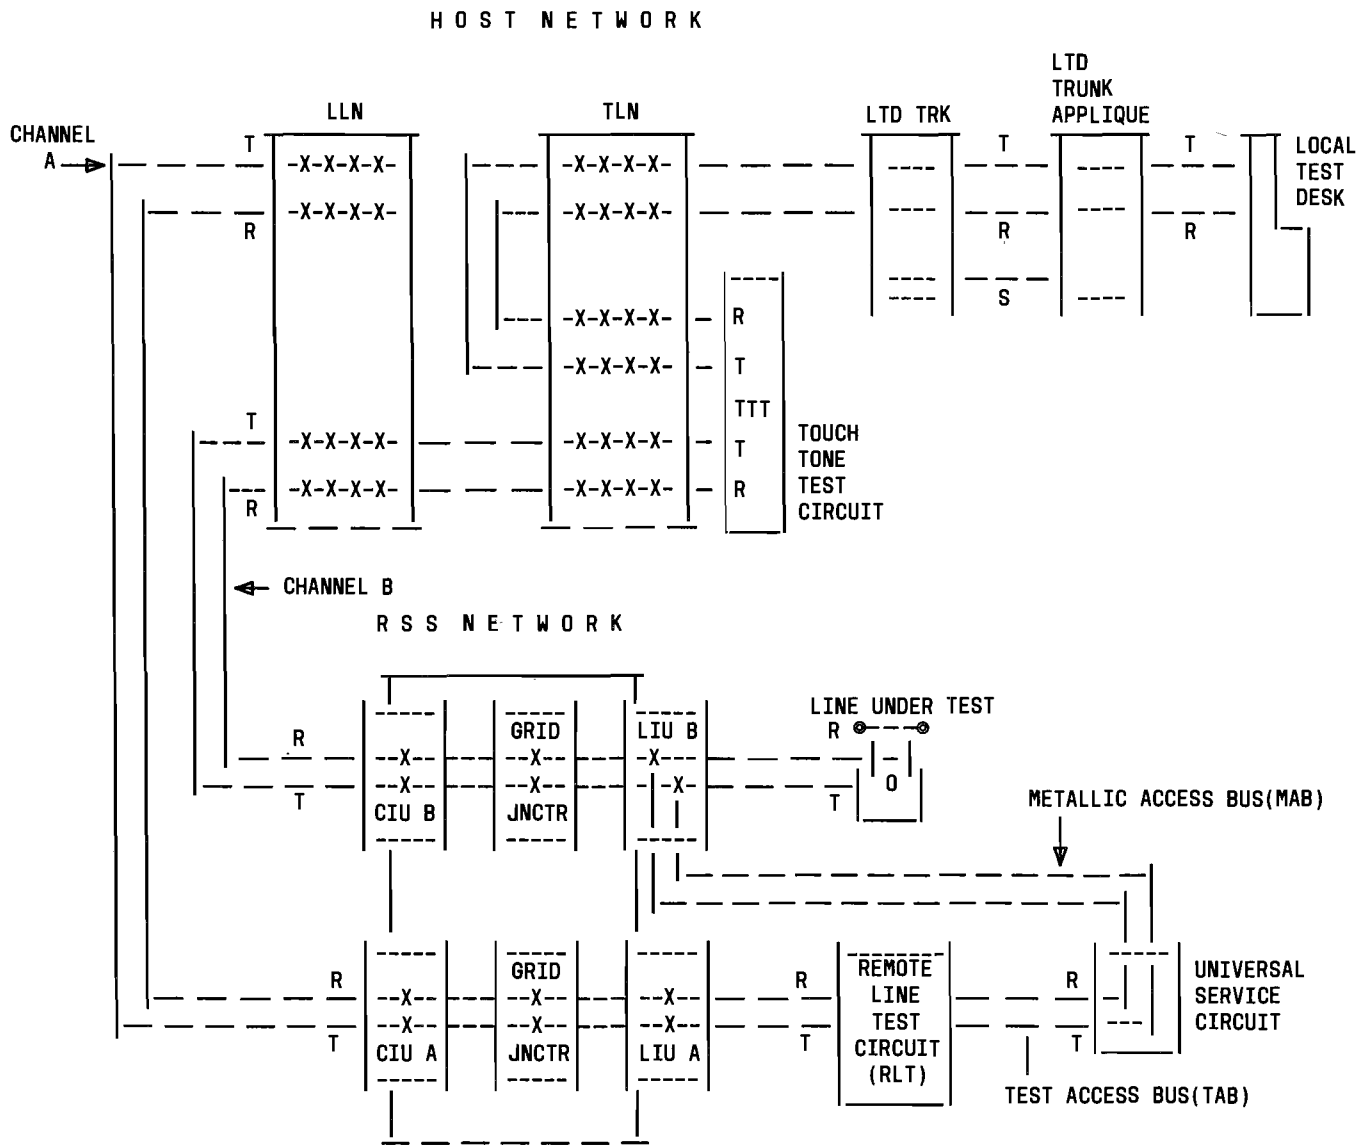 HOST NETWORK
CHANNEL
A
LLN
TLN
LTD TRK
LTD
TRUNK
APPLIQUE
LOCAL
TEST
DESK
T
-X-X-X-X-
-X-X-X-X-
T
T
R
-X-X-X-X-
-X-X-X-X-
R
R
S
-X-X-X-X-
R
-X-X-X-X-
T
TTT
T
-X-X-X-X-
-X-X-X-X-
T
R
-X-X-X-X-
-X-X-X-X-
R
TOUCH
TONE
TEST
CIRCUIT
CHANNEL B
RSS NETWORK
LINE UNDER TEST
GRID
LIU B
R
R
--X--
--X--
-X---
T
--X--
--X--
X
T
O
CIU B
JNCTR
METALLIC ACCESS BUS(MAB)
GRID
REMOTE
LINE
TEST
CIRCUIT
(RLT)
UNIVERSAL
SERVICE
CIRCUIT
R
--X--
--X--
--X--
R
R
T
--X--
--X--
--X--
T
T
CIU A
JNCTR
LIU A
TEST ACCESS BUS(TAB)